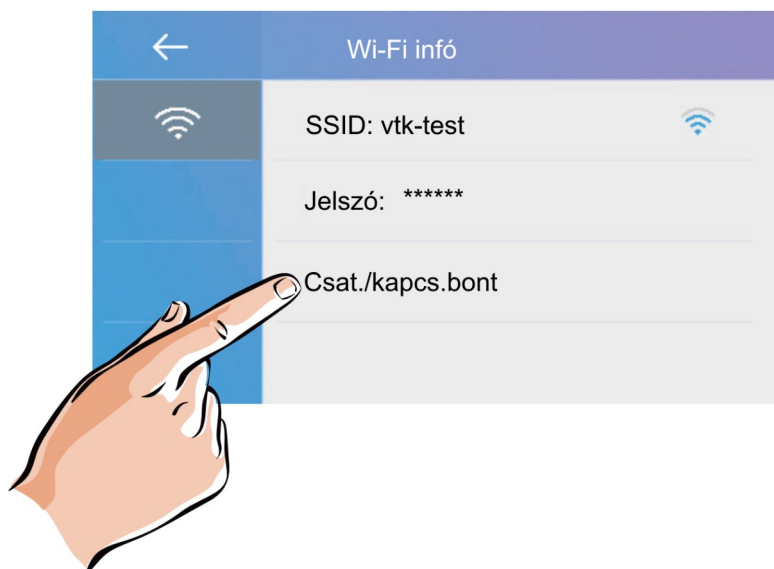 Wi-Fi infó
SSID: vtk-test
Jelszó: ******
Csat./kapcs.bont